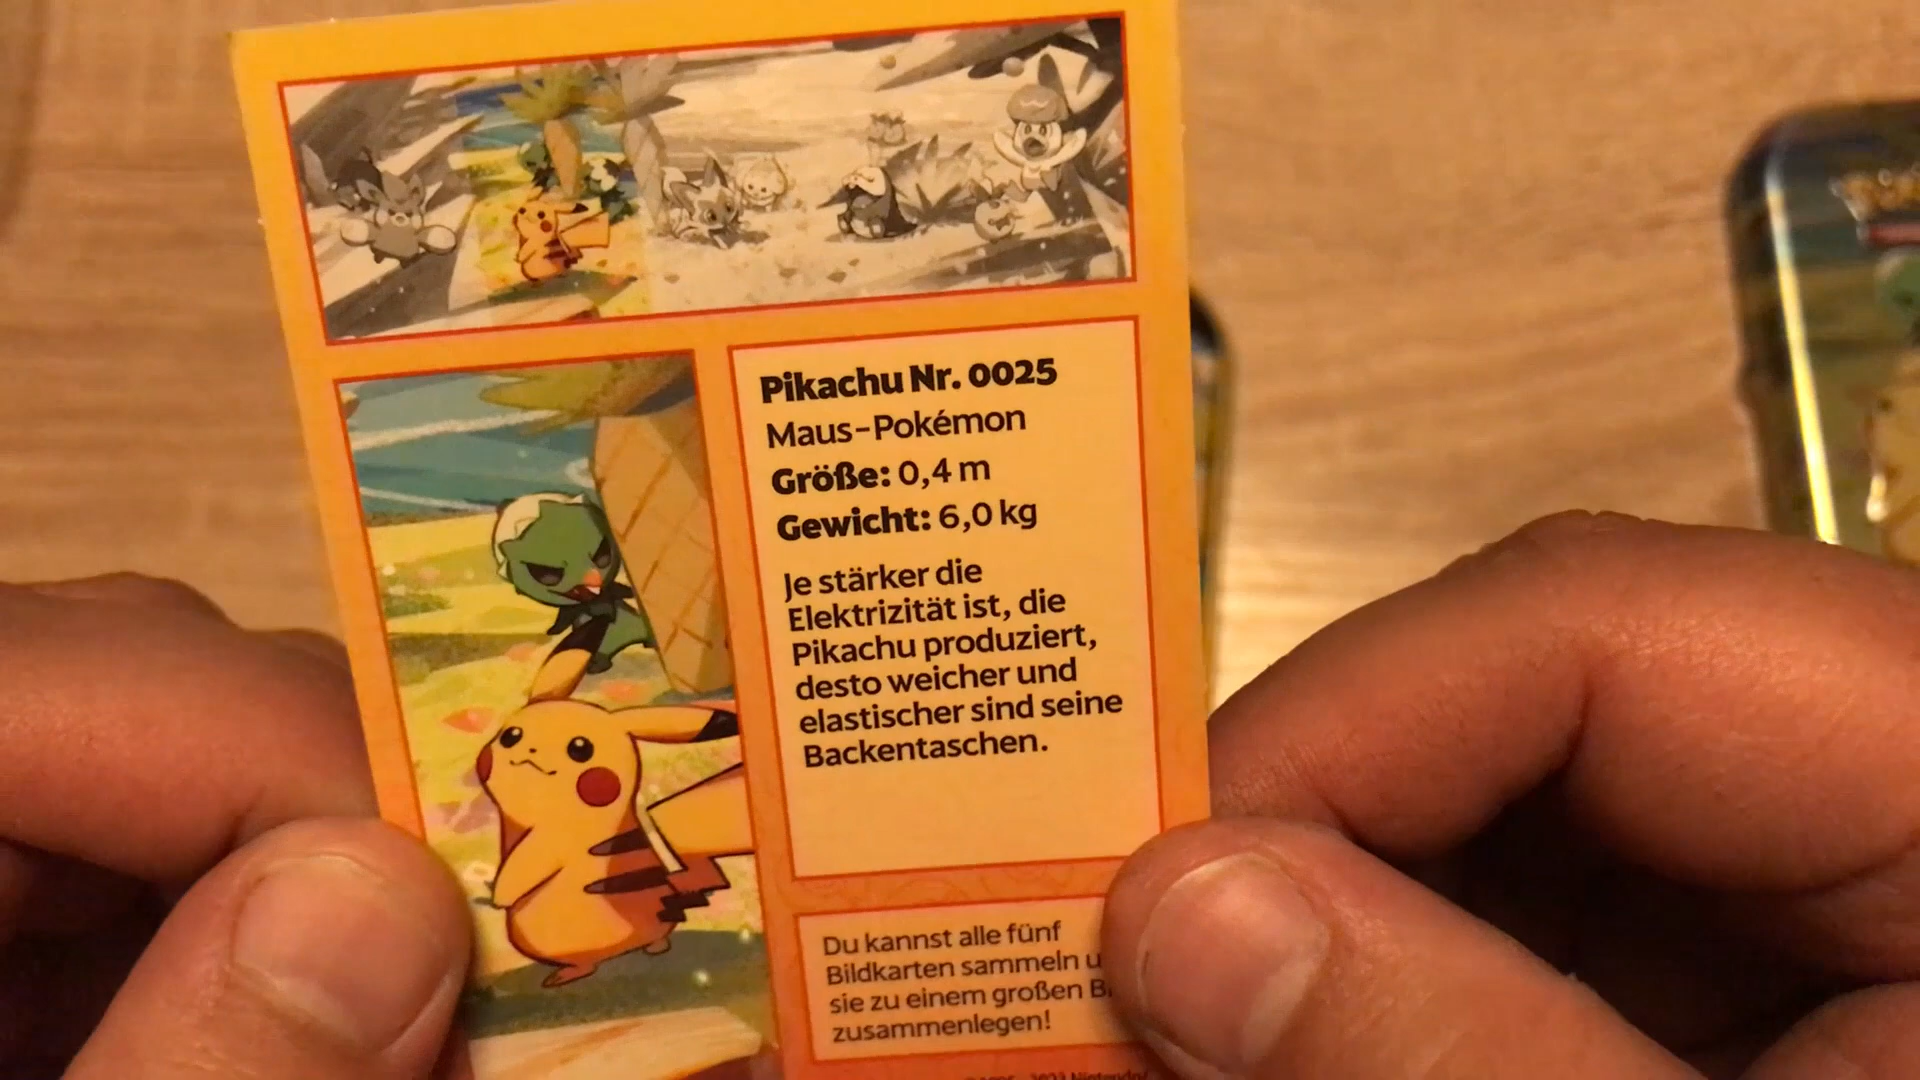 Pikachu Nr. 0025
Maus-Pokémon
Größe: 0,4 m
Gewicht: 6,0 kg
Je stärker die
Elektrizität ist, die
Pikachu produziert,
desto weicher und
elastischer sind seine
Backentaschen.
Du kannst alle fünf
Bildkarten sammeln
sie zu einem großen
zusammenlegen!